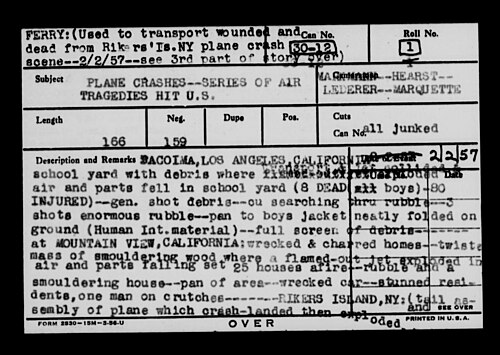 FERRY:(Used to transport wounded and
dead from Rikers'Is.NY plane crash
scene--2/2/57--see 3rd part of story over)
Can No.
30-12
Roll No.
1
Subject
PLANE CRASHES--SERIES OF AIR
TRAGEDIES HIT U.S.
HEARST--
LEDERER--MARQUETTE
Length
166
Neg.
159
Dupe
Pos.
Cuts
Can No.
all junked
Description and Remarks PACOIMA,LOS ANGELES,CALIFORNIA
2 2 57
school yard with debris where
air and parts fell in school yard (8 DEAD boys)-80
INJURED)--gen. shot debris--cu searching thru rubble--3
shots enormous rubble--pan to boys jacket neatly folded on
ground (Human Int.material)--full screen of debris-----
at MOUNTAIN VIEW,CALIFORNIA:wrecked & charred homes--twiste
mass of smouldering wood where a flamed-out jet exploded in
air and parts falling set 25 houses afire--rubble and a
smouldering house--pan of area--wrecked car--stunned resi-
dents,one man on crutches-------RIKERS ISLAND,NY:(tail as-
sembly of plane which crash-landed then exploded and
SEE OVER
FORM 2530-15M-5-56-U
OVER
PRINTED IN U.S.A.